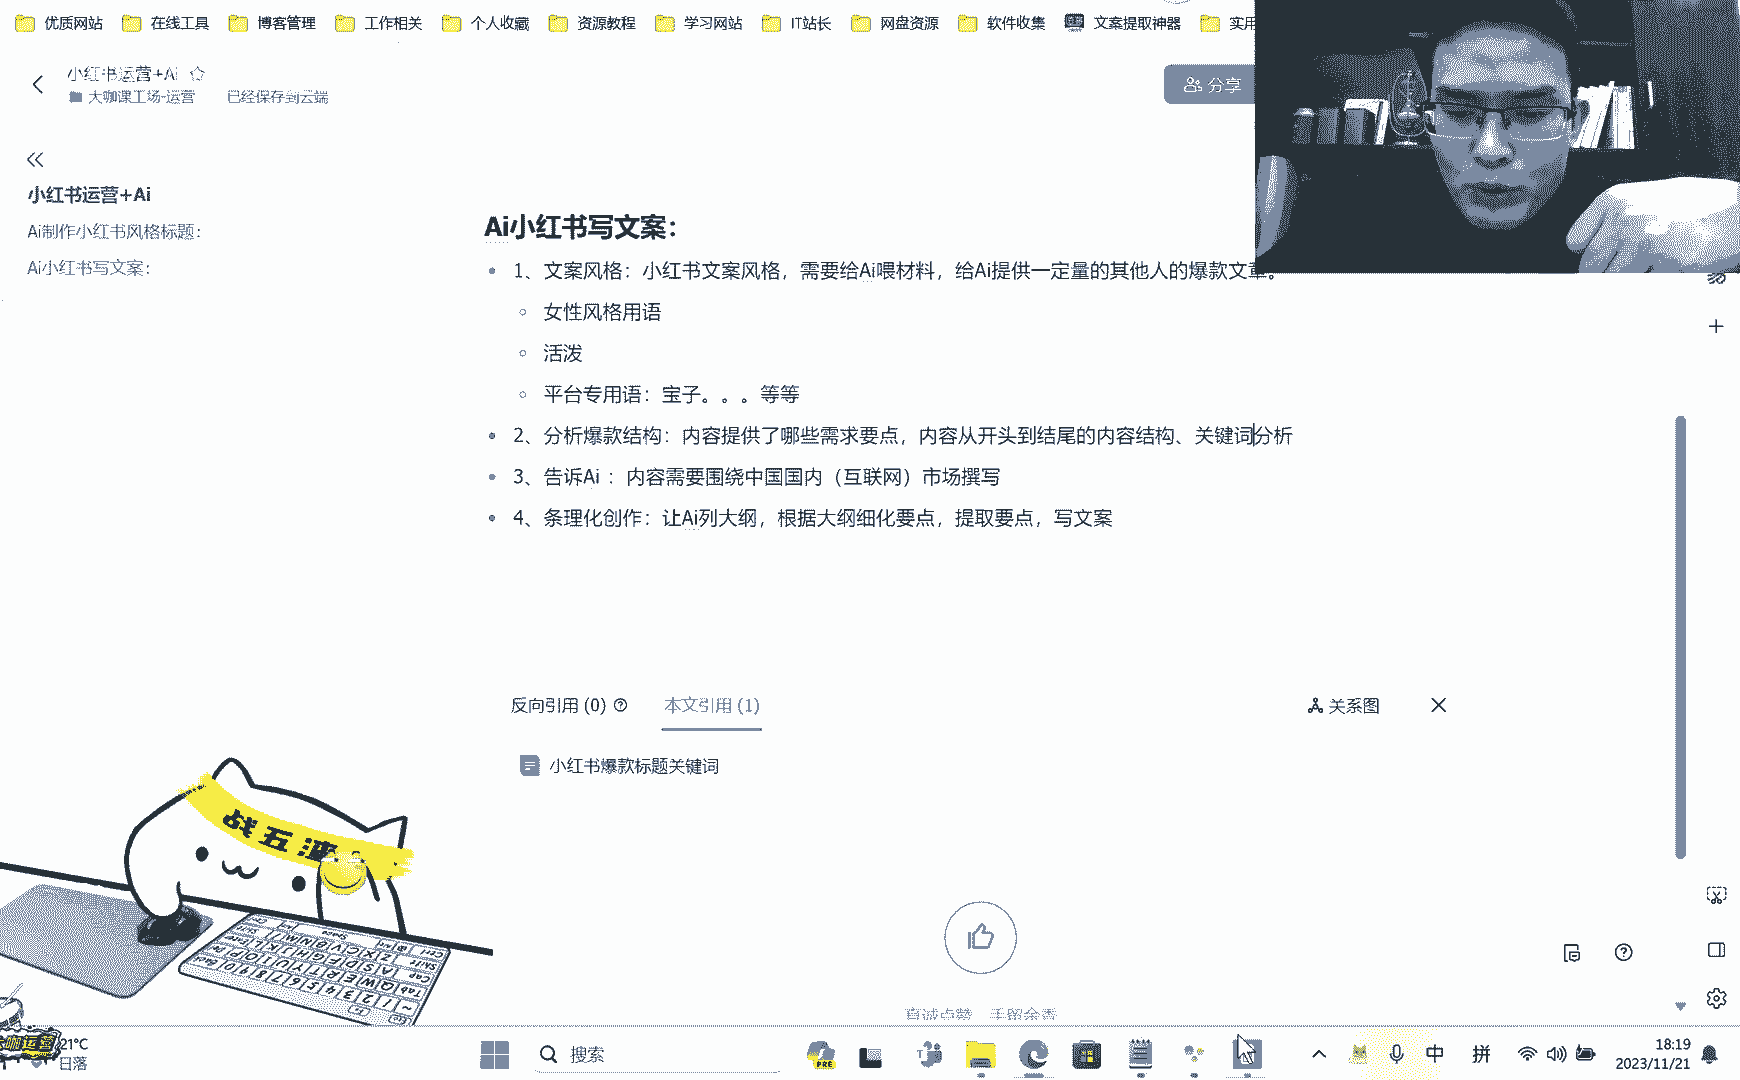 优质网站 在线工具 博客管理 工作相关 个人收藏 资源教程 学习网站 IT站长 网盘资源 软件收集 文案提取神器 实用
小红书运营+Ai
大咖课工场-运营 已经保存到云端
分享
小红书运营+Ai
Ai制作小红书风格标题：
Ai小红书写文案：
Ai小红书写文案：
1、文案风格：小红书文案风格，需要给Ai喂材料，给Ai提供一定量的其他人的爆款文章。
女性风格用语
活泼
平台专用语：宝子。。。等等
2、分析爆款结构：内容提供了哪些需求要点，内容从开头到结尾的内容结构、关键词分析
3、告诉Ai ：内容需要围绕中国国内（互联网）市场撰写
4、条理化创作：让Ai列大纲，根据大纲细化要点，提取要点，写文案
反向引用 (0) 本文引用 (1) 关系图
小红书爆款标题关键词
战五渣
真诚点赞，手留余香
大咖运营
21°C
日落
搜索
PRE
中 拼
18:19
2023/11/21